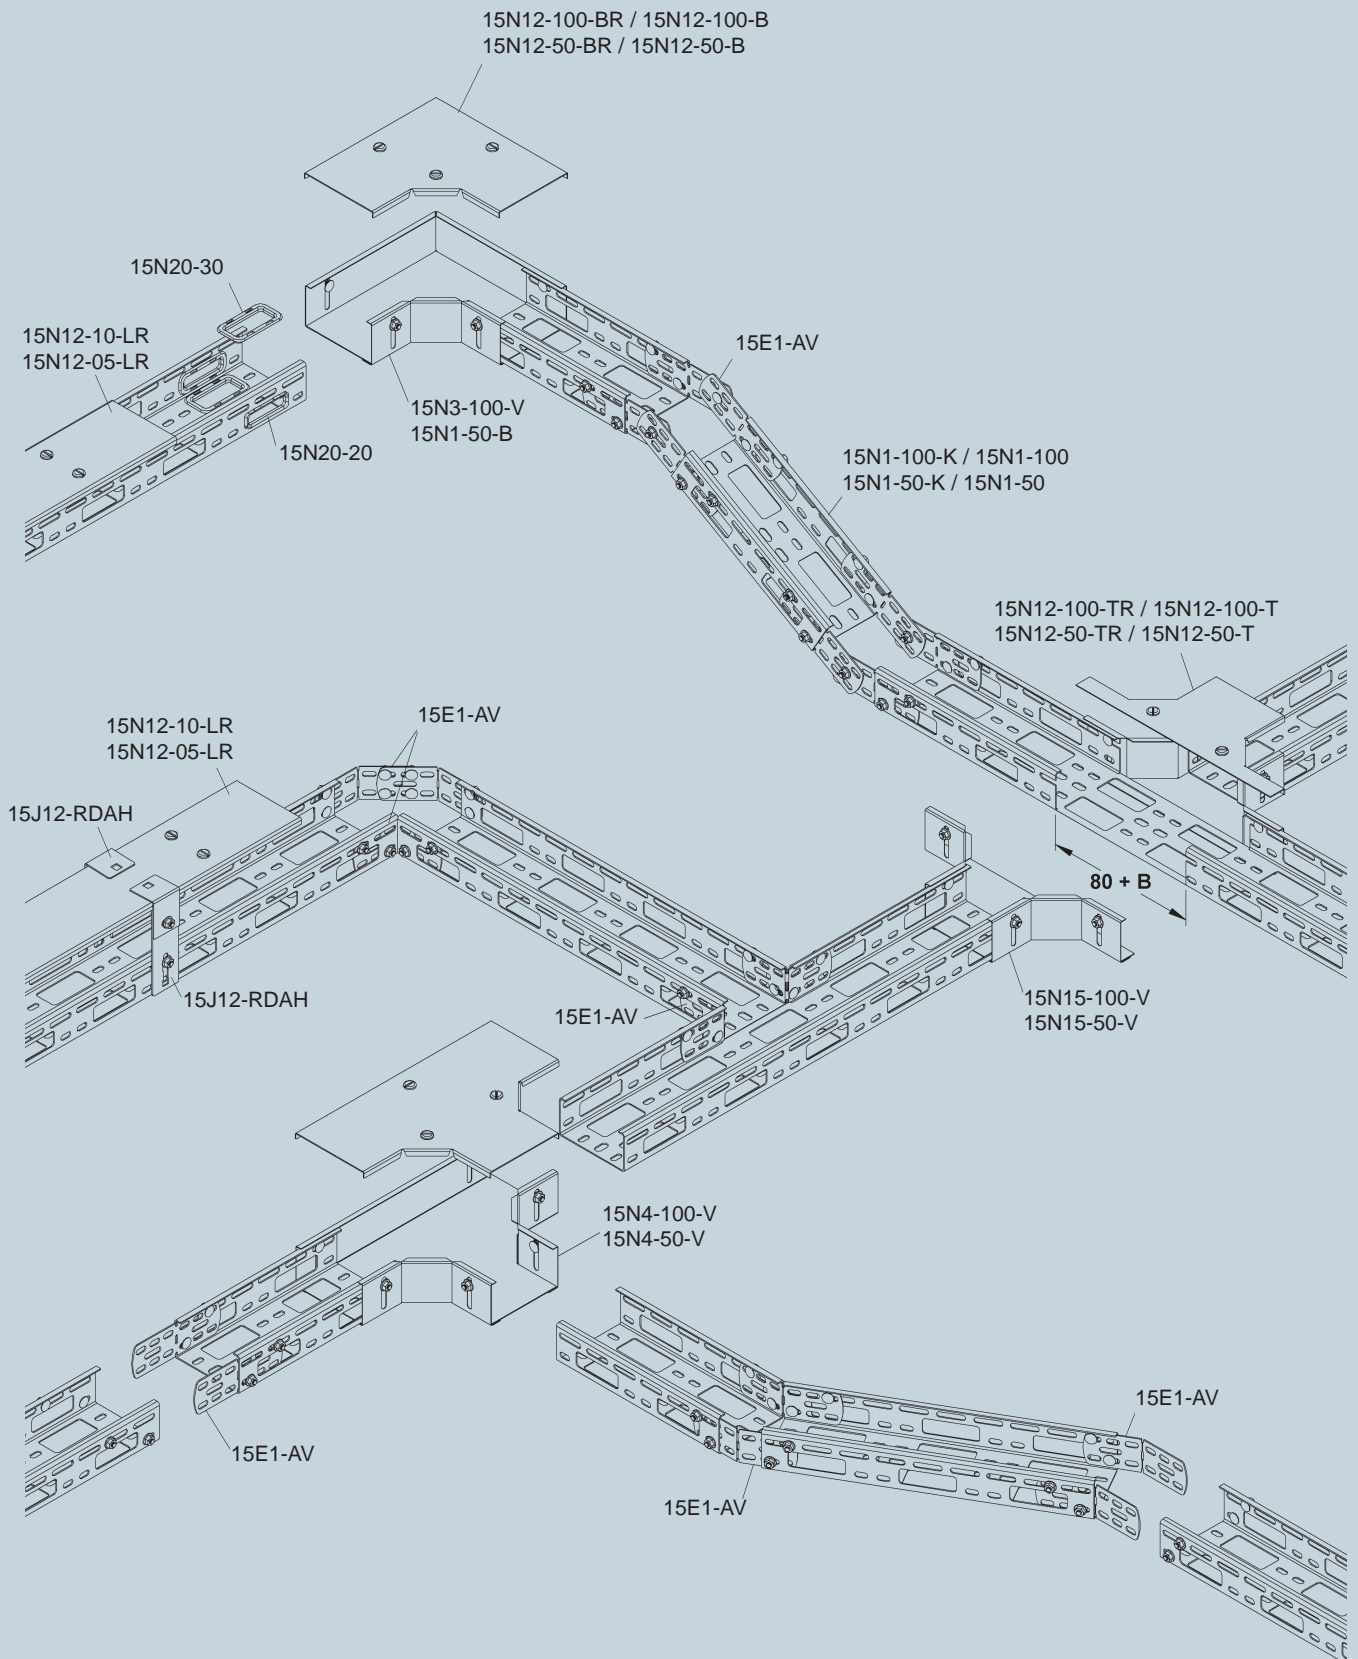 15N12-100-BR / 15N12-100-B
15N12-50-BR / 15N12-50-B
15N20-30
15N12-10-LR
15N12-05-LR
15E1-AV
15N3-100-V
15N1-50-B
15N20-20
15N1-100-K / 15N1-100
15N1-50-K / 15N1-50
15N12-100-TR / 15N12-100-T
15N12-50-TR / 15N12-50-T
15E1-AV
15N12-10-LR
15N12-05-LR
15J12-RDAH
80 + B
15J12-RDAH
15E1-AV
15N15-100-V
15N15-50-V
15N4-100-V
15N4-50-V
15E1-AV
15E1-AV
15E1-AV